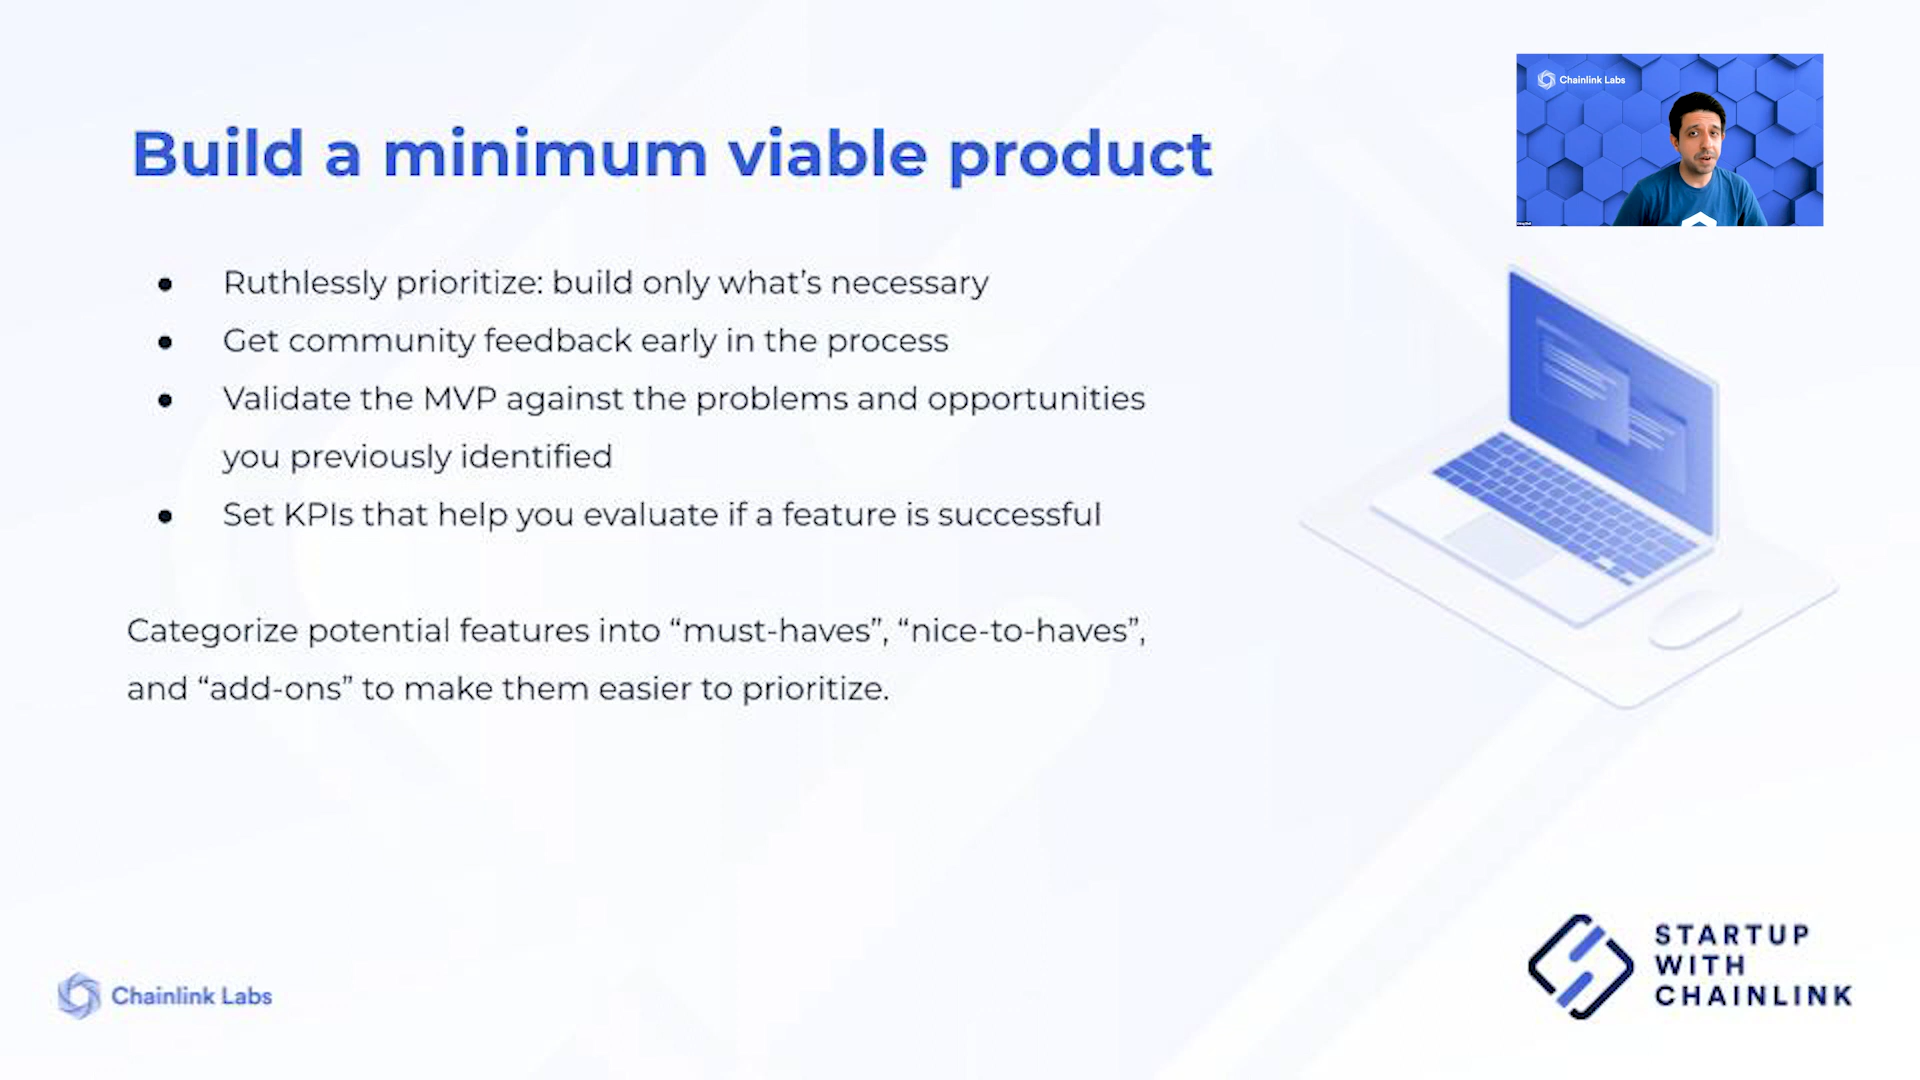 Chainlink Labs
Build a minimum viable product
● Ruthlessly prioritize: build only what’s necessary
● Get community feedback early in the process
● Validate the MVP against the problems and opportunities
you previously identified
● Set KPIs that help you evaluate if a feature is successful
Categorize potential features into “must-haves”, “nice-to-haves”,
and “add-ons” to make them easier to prioritize.
Chainlink Labs
STARTUP
WITH
CHAINLINK